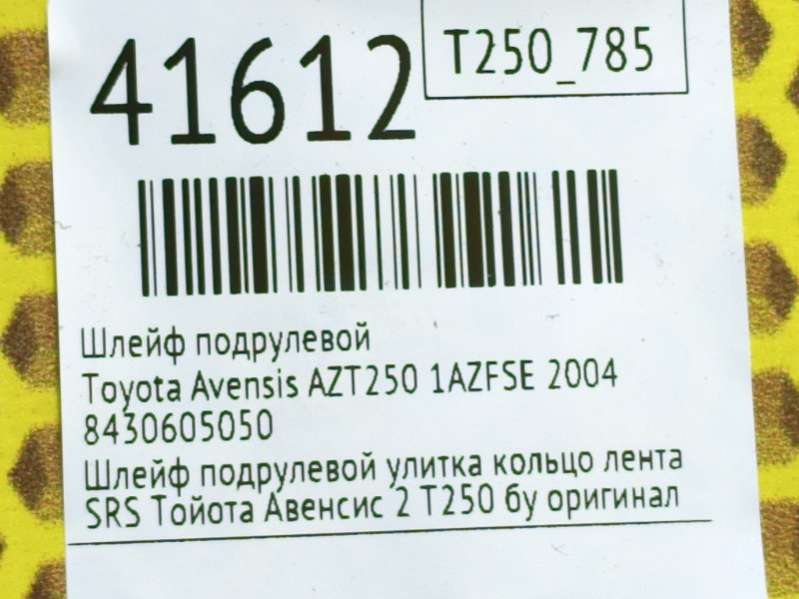 41612
T250_785
Шлейф подрулевой
Toyota Avensis AZT250 1AZFSE 2004
8430605050
Шлейф подрулевой улитка кольцо лента
SRS Тойота Авенсис 2 Т250 бу оригинал